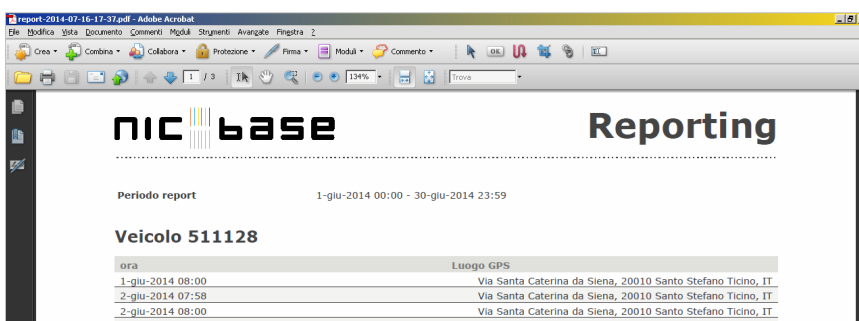 report-2014-07-16-17-37.pdf - Adobe Acrobat
File Modifica Vista Documento Commenti Moduli Strumenti Avanzate Finestra ?
Crea Combina Collabora Protezione Firma Moduli Commento OK
1 / 3 134% Trova
nic base Reporting
Periodo report 1-giu-2014 00:00 - 30-giu-2014 23:59
Veicolo 511128
ora Luogo GPS
1-giu-2014 08:00 Via Santa Caterina da Siena, 20010 Santo Stefano Ticino, IT
2-giu-2014 07:58 Via Santa Caterina da Siena, 20010 Santo Stefano Ticino, IT
2-giu-2014 08:00 Via Santa Caterina da Siena, 20010 Santo Stefano Ticino, IT